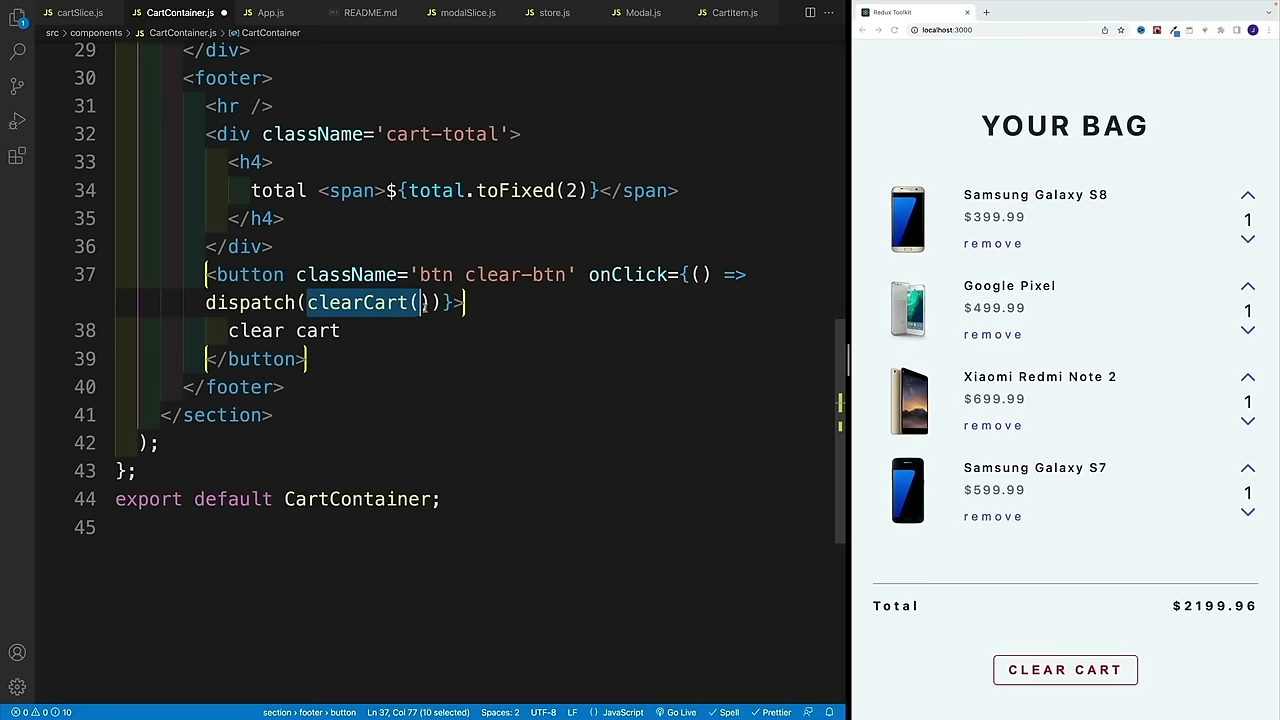 cartSlice.js CartContainer.js App.js README.md modalSlice.js store.js Modal.js CartItem.js
src > components > JS CartContainer.js > CartContainer
29 </div>
30 <footer>
31 <hr />
32 <div className='cart-total'>
33 <h4>
34 total <span>${total.toFixed(2)}</span>
35 </h4>
36 </div>
37 <button className='btn clear-btn' onClick={() =>
dispatch(clearCart())}>
38 clear cart
39 </button>
40 </footer>
41 </section>
42 );
43 };
44 export default CartContainer;
45
section > footer > button Ln 37, Col 77 (10 selected) Spaces: 2 UTF-8 LF {} JavaScript Go Live Spell Prettier
0 0 10
1
Redux Toolkit
localhost:3000
J
YOUR BAG
Samsung Galaxy S8
$399.99
remove
1
Google Pixel
$499.99
remove
1
Xiaomi Redmi Note 2
$699.99
remove
1
Samsung Galaxy S7
$599.99
remove
1
Total $2199.96
CLEAR CART